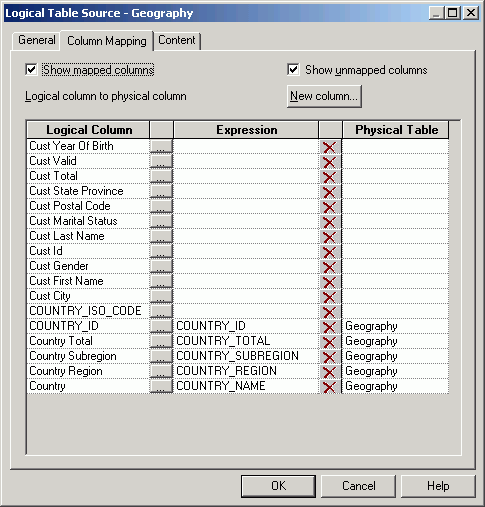 Logical Table Source - Geography
General Column Mapping Content
Show mapped columns Show unmapped columns
Logical column to physical column New column...
Logical Column Expression Physical Table
Cust Year Of Birth ...
Cust Valid ...
Cust Total ...
Cust State Province ...
Cust Postal Code ...
Cust Marital Status ...
Cust Last Name ...
Cust Id ...
Cust Gender ...
Cust First Name ...
Cust City ...
COUNTRY_ISO_CODE ...
COUNTRY_ID ... COUNTRY_ID Geography
Country Total ... COUNTRY_TOTAL Geography
Country Subregion ... COUNTRY_SUBREGION Geography
Country Region ... COUNTRY_REGION Geography
Country ... COUNTRY_NAME Geography
OK Cancel Help